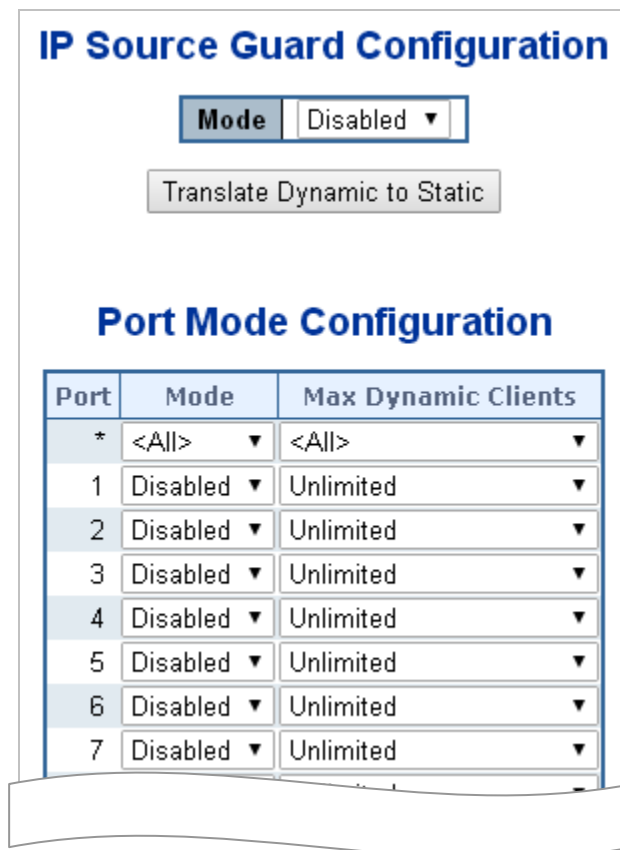 IP Source Guard Configuration
Mode Disabled
Translate Dynamic to Static
Port Mode Configuration
Port Mode Max Dynamic Clients
* <All> <All>
1 Disabled Unlimited
2 Disabled Unlimited
3 Disabled Unlimited
4 Disabled Unlimited
5 Disabled Unlimited
6 Disabled Unlimited
7 Disabled Unlimited